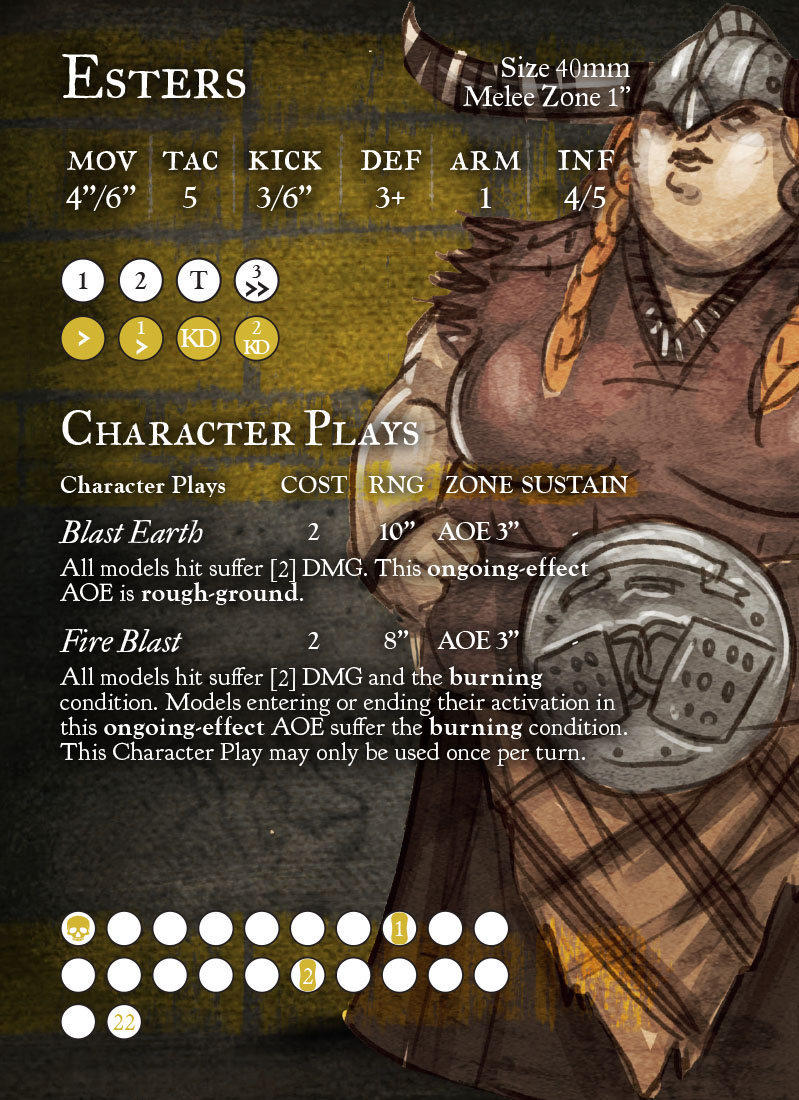 Esters
Size 40mm
Melee Zone 1”
MOV TAC KICK DEF ARM INF
4”/6” 5 3/6” 3+ 1 4/5
1 2 T 3 >>
> 1 > KD 2 KD
Character Plays
Character Plays COST RNG ZONE SUSTAIN
Blast Earth 2 10” AOE 3” -
All models hit suffer [2] DMG. This ongoing-effect
AOE is rough-ground.
Fire Blast 2 8” AOE 3” -
All models hit suffer [2] DMG and the burning
condition. Models entering or ending their activation in
this ongoing-effect AOE suffer the burning condition.
This Character Play may only be used once per turn.
1
2
22